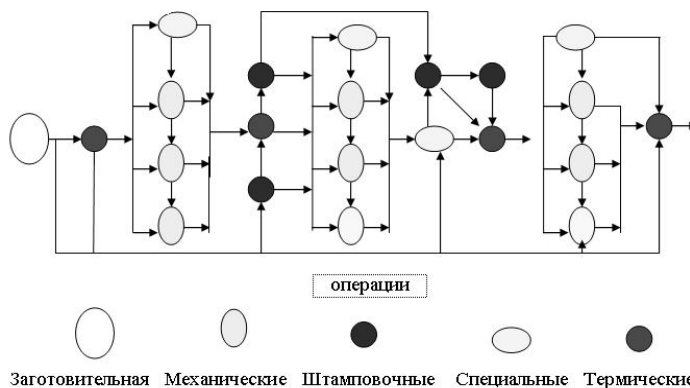 операции
Заготовительная Механические Штамповочные Специальные Термические